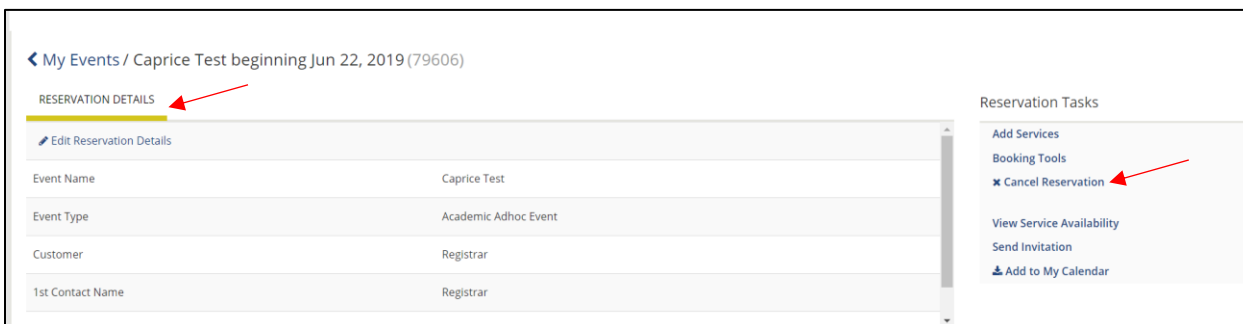 My Events / Caprice Test beginning Jun 22, 2019 (79606)
RESERVATION DETAILS
Edit Reservation Details
Event Name Caprice Test
Event Type Academic Adhoc Event
Customer Registrar
1st Contact Name Registrar
Reservation Tasks
Add Services
Booking Tools
Cancel Reservation
View Service Availability
Send Invitation
Add to My Calendar